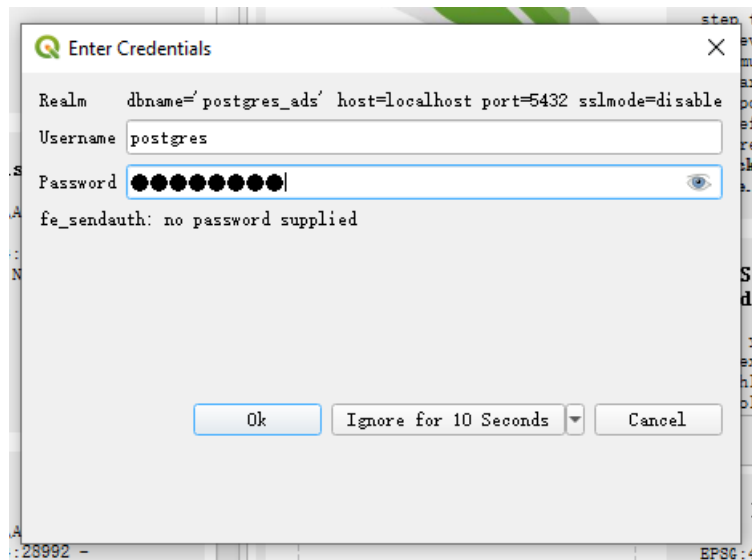 step
Enter Credentials
Realm dbname='postgres_ads' host=localhost port=5432 sslmode=disable
Username postgres
Password ●●●●●●●●
fe_sendauth: no password supplied
Ok Ignore for 10 Seconds Cancel
:28992 - EPSG: